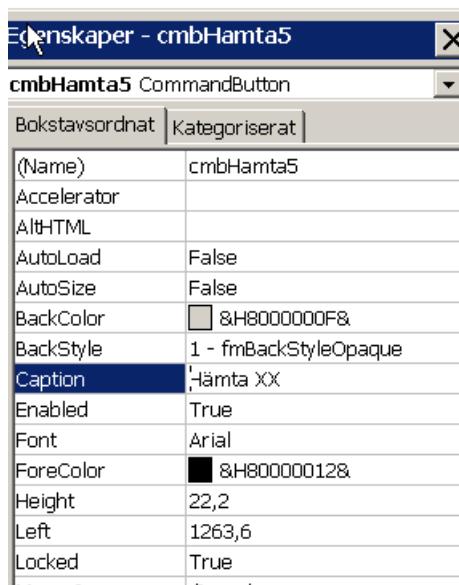 Egenskaper - cmbHamta5
cmbHamta5 CommandButton
Bokstavsordnat Kategoriserat
(Name) cmbHamta5
Accelerator
AltHTML
AutoLoad False
AutoSize False
BackColor &H8000000F&
BackStyle 1 - fmBackStyleOpaque
Caption Hämta XX
Enabled True
Font Arial
ForeColor &H80000012&
Height 22,2
Left 1263,6
Locked True